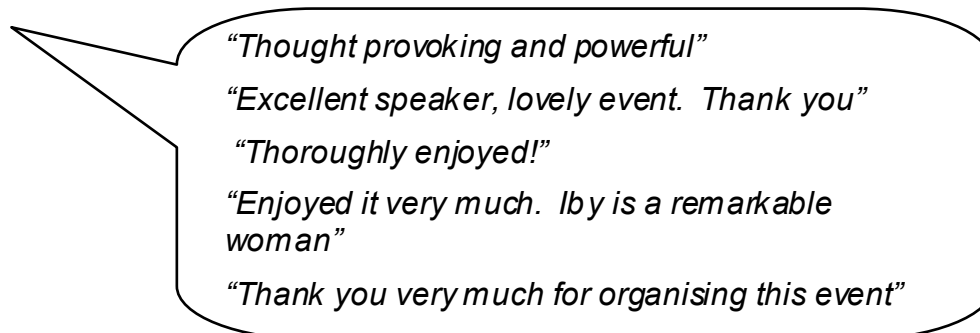 “Thought provoking and powerful”
“Excellent speaker, lovely event.  Thank you”
“Thoroughly enjoyed!”
“Enjoyed it very much.  Iby is a remarkable
woman”
“Thank you very much for organising this event”